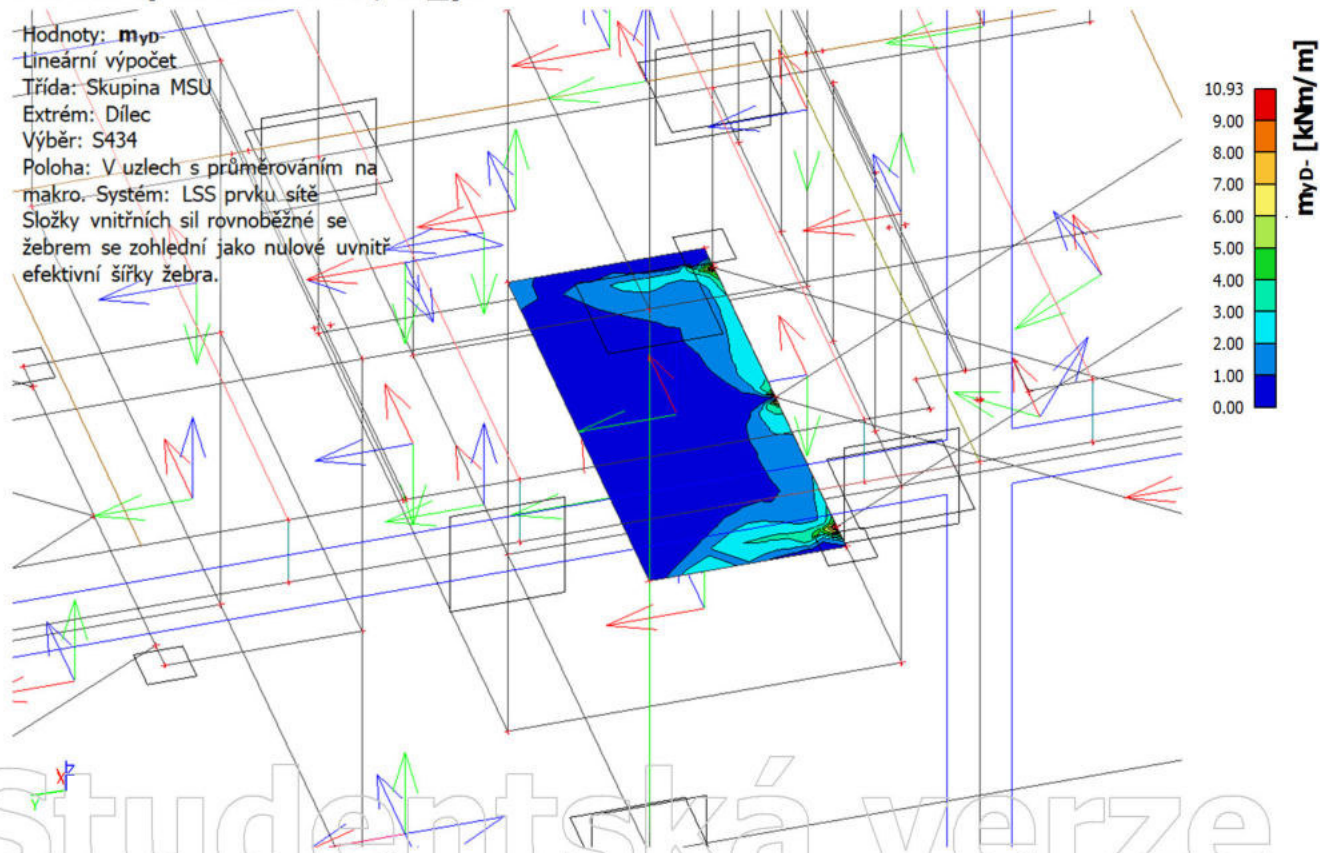 Hodnoty: myD-
Lineární výpočet
Třída: Skupina MSU
Extrém: Dílec
Výběr: S434
Poloha: V uzlech s průměrováním na
makro. Systém: LSS prvku sítě
Složky vnitřních sil rovnoběžné se
žebrem se zohlední jako nulové uvnitř
efektivní šířky žebra.
10.93
9.00
8.00
7.00
6.00
5.00
4.00
3.00
2.00
1.00
0.00
myD- [kNm/m]
X Z
Y
Studentská verze